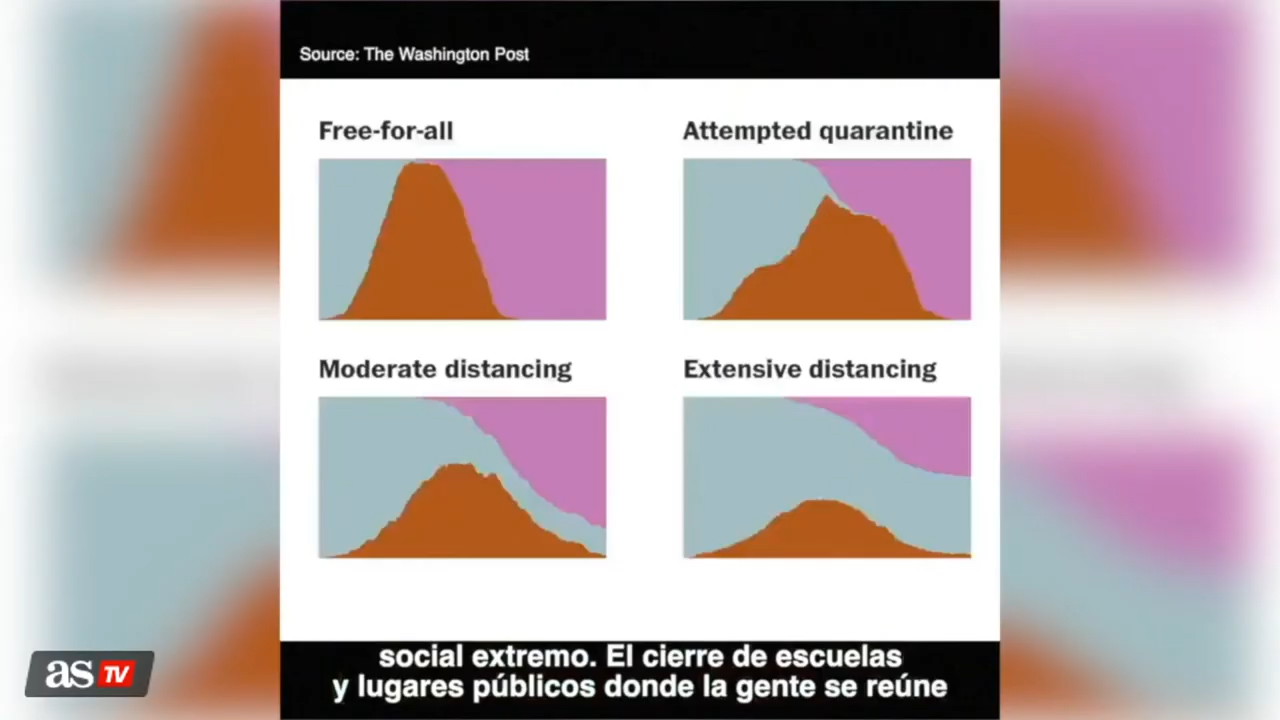 Source: The Washington Post
Free-for-all
Attempted quarantine
Moderate distancing
Extensive distancing
social extremo. El cierre de escuelas
y lugares públicos donde la gente se reúne
as TV